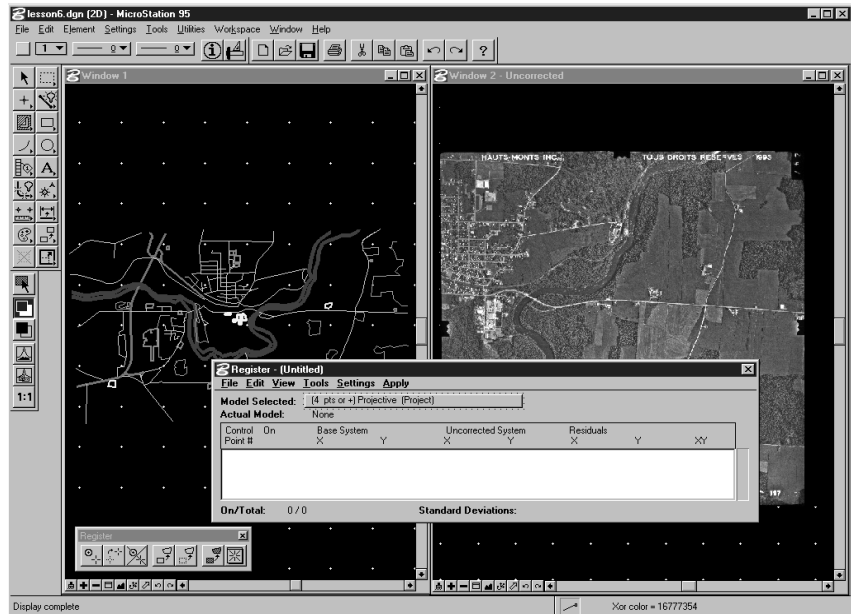 lesson6.dgn (2D) - MicroStation 95
File Edit Element Settings Tools Utilities Workspace Window Help
1 0 0 ?
Window 1
Window 2 - Uncorrected
HAUTS-MONTS INC. TOUS DROITS RESERVES 1993
A
1:1
Register - (Untitled)
File Edit View Tools Settings Apply
Model Selected: (4 pts or +) Projective (Project)
Actual Model: None
Control On Base System Uncorrected System Residuals
Point # X Y X Y X Y XY
197
On/Total: 0 / 0 Standard Deviations:
Register
Display complete
Xor color = 16777354